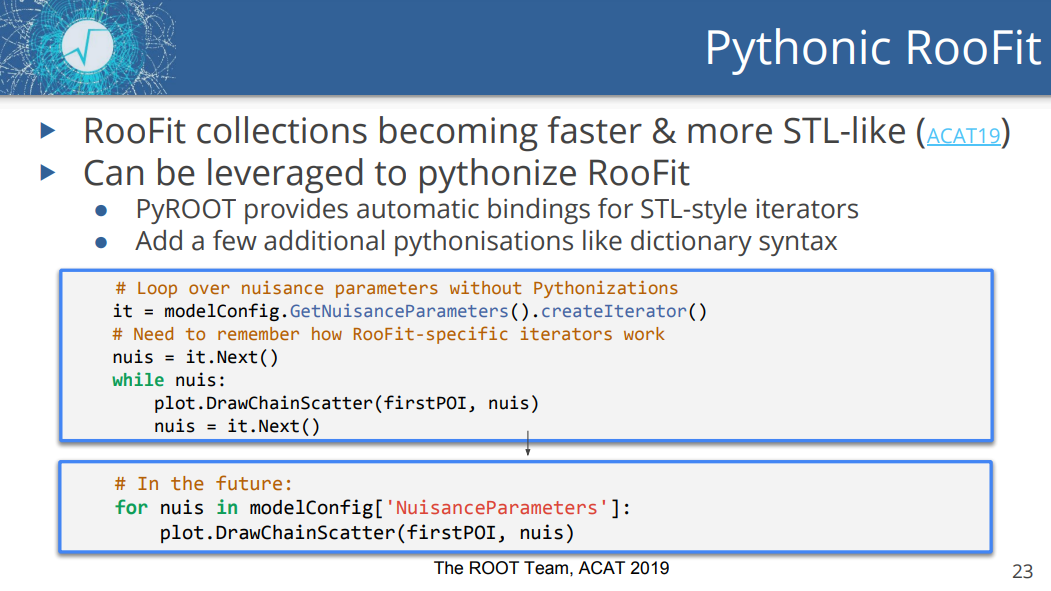 Pythonic RooFit
RooFit collections becoming faster & more STL-like (ACAT19)
Can be leveraged to pythonize RooFit
PyROOT provides automatic bindings for STL-style iterators
Add a few additional pythonisations like dictionary syntax
# Loop over nuisance parameters without Pythonizations
it = modelConfig.GetNuisanceParameters().createIterator()
# Need to remember how RooFit-specific iterators work
nuis = it.Next()
while nuis:
    plot.DrawChainScatter(firstPOI, nuis)
    nuis = it.Next()
# In the future:
for nuis in modelConfig['NuisanceParameters']:
    plot.DrawChainScatter(firstPOI, nuis)
The ROOT Team, ACAT 2019
23